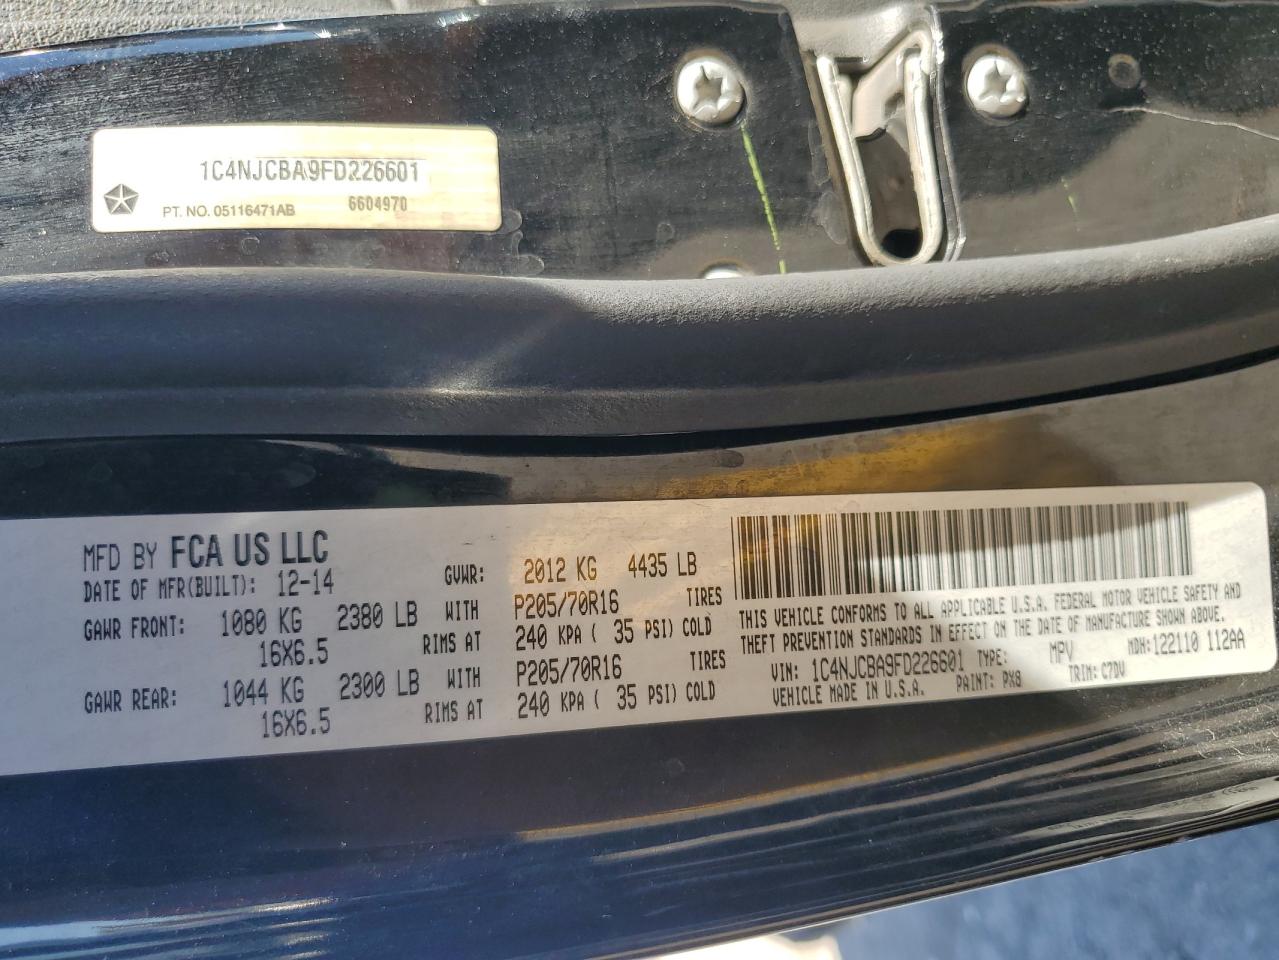 1C4NJCBA9FD226601
PT. NO. 05116471AB 6604970
MFD BY FCA US LLC
DATE OF MFR(BUILT): 12-14 GVWR: 2012 KG 4435 LB
GAWR FRONT: 1080 KG 2380 LB WITH P205/70R16 TIRES
16X6.5 RIMS AT 240 KPA ( 35 PSI) COLD
GAWR REAR: 1044 KG 2300 LB WITH P205/70R16 TIRES
16X6.5 RIMS AT 240 KPA ( 35 PSI) COLD
THIS VEHICLE CONFORMS TO ALL APPLICABLE U.S.A. FEDERAL MOTOR VEHICLE SAFETY AND
THEFT PREVENTION STANDARDS IN EFFECT ON THE DATE OF MANUFACTURE SHOWN ABOVE.
VIN: 1C4NJCBA9FD226601 TYPE: MPV MDH: 122110 112AA
VEHICLE MADE IN U.S.A. PAINT: PX8 TRIM: C7DV